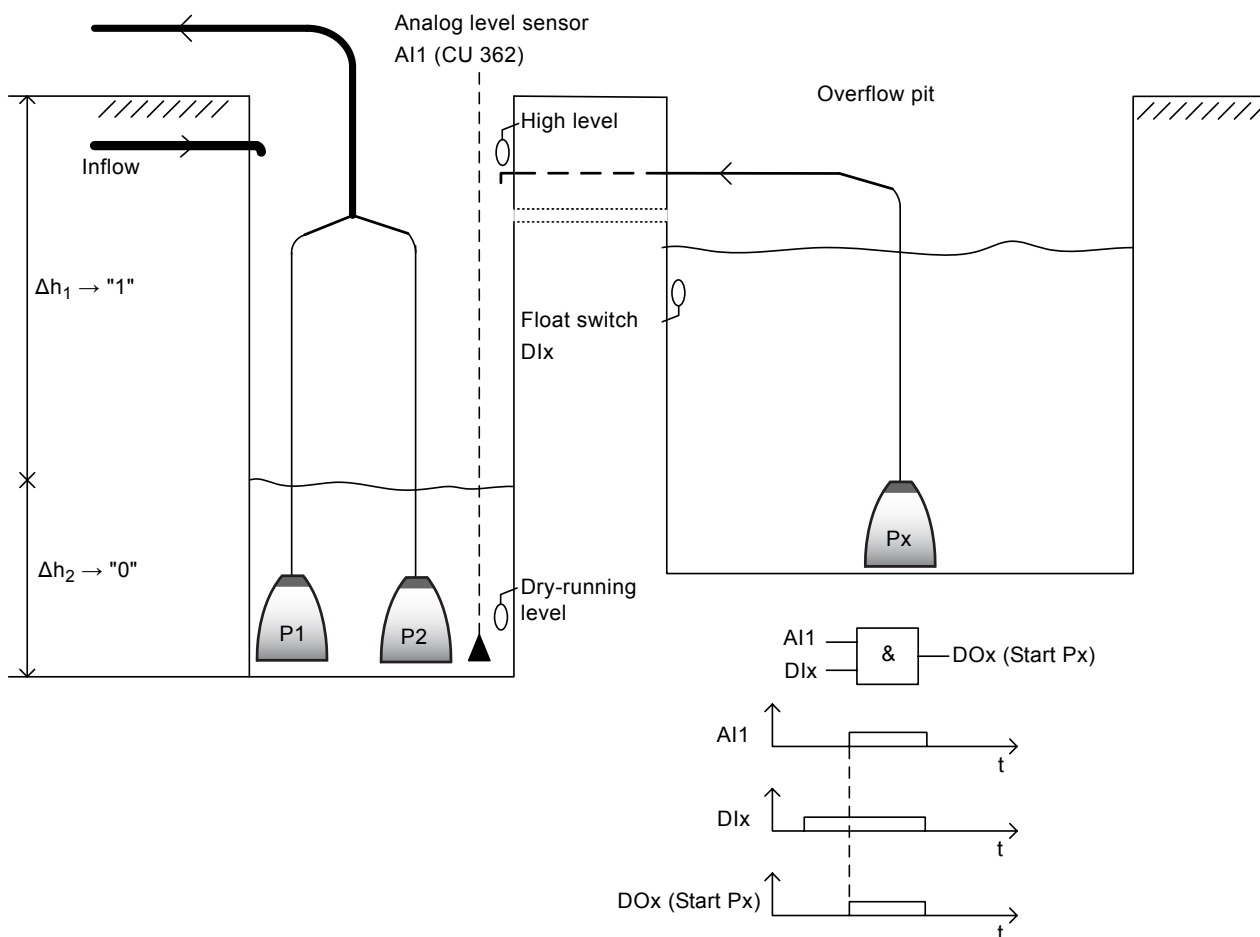 Analog level sensor
AI1 (CU 362)
Overflow pit
High level
Inflow
Δh1 → "1"
Float switch
DIx
Δh2 → "0"
Px
Dry-running
level
P1
P2
AI1
DIx
&
DOx (Start Px)
AI1
t
DIx
t
DOx (Start Px)
t